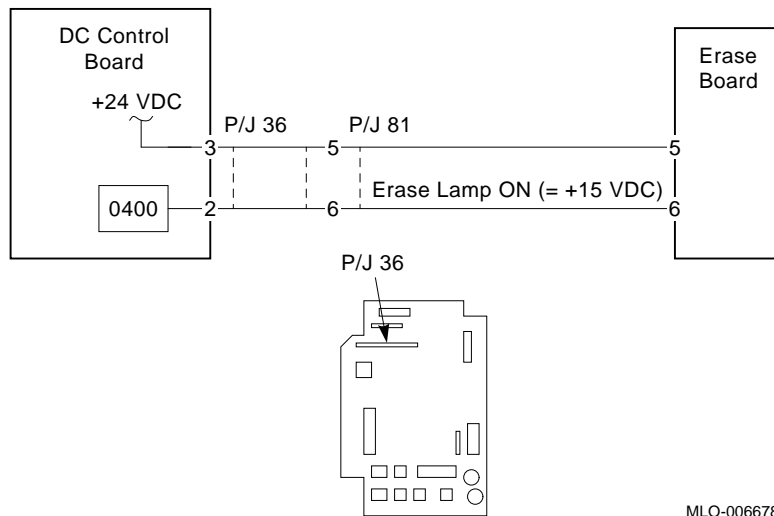 DC Control
Board
Erase
Board
+24 VDC
P/J 36
P/J 81
3
5
5
Erase Lamp ON (= +15 VDC)
0400
2
6
6
P/J 36
MLO-006678